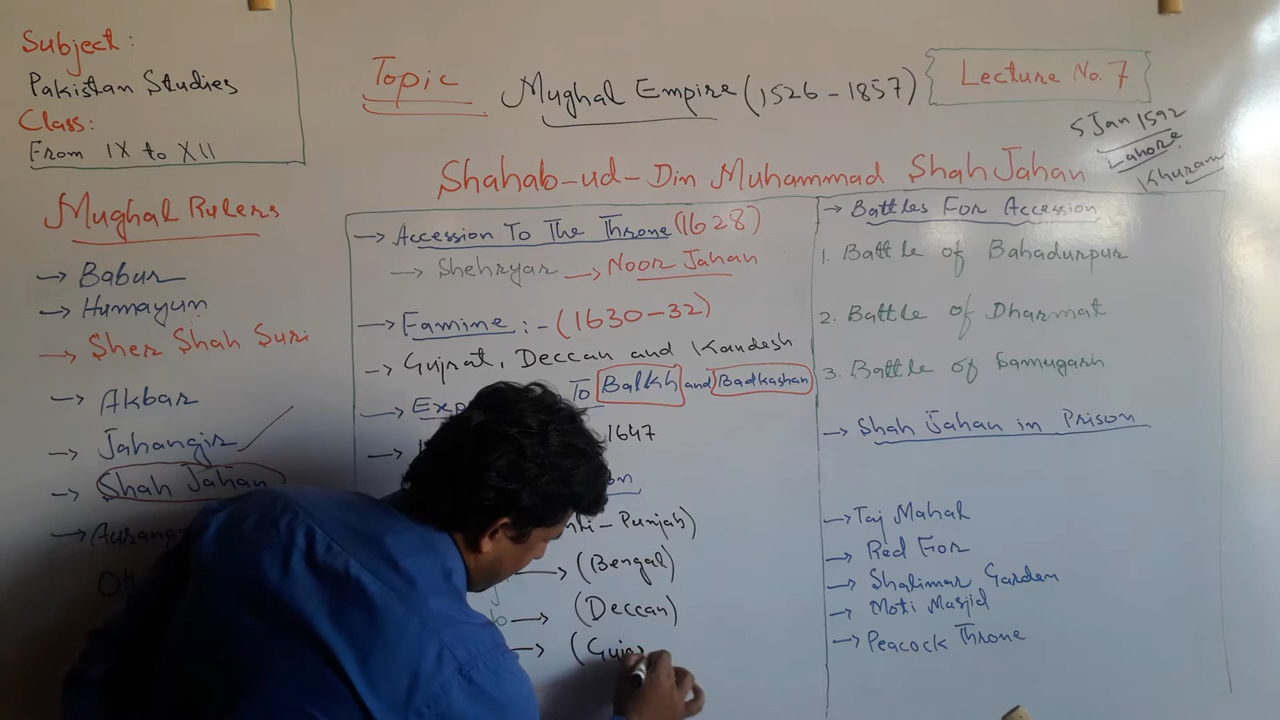 Subject:
Pakistan Studies
Class:
From IX to XII
Topic
Mughal Empire (1526-1857)
Lecture No. 7
5 Jan 1592
Lahore
Khuram
Shahab-ud-Din Muhammad Shah Jahan
Mughal Rulers
→ Babur
→ Humayun
→ Sher Shah Suri
→ Akbar
→ Jahangir
→ Shah Jahan
→ Aurang
→ Accession To The Throne (1628)
→ Shehryar → Noor Jahan
→ Famine :- (1630-32)
→ Gujrat, Deccan and Kandesh
→ Exp To Balkh and Badkashan
→ 1647
Punjab)
→ (Bengal)
→ (Deccan)
→ (Guj
→ Battles For Accession
1. Battle of Bahadurpur
2. Battle of Dharmat
3. Battle of Samugarh
→ Shah Jahan in Prison
→ Taj Mahal
→ Red For
→ Shalimar Garden
→ Moti Masjid
→ Peacock Throne